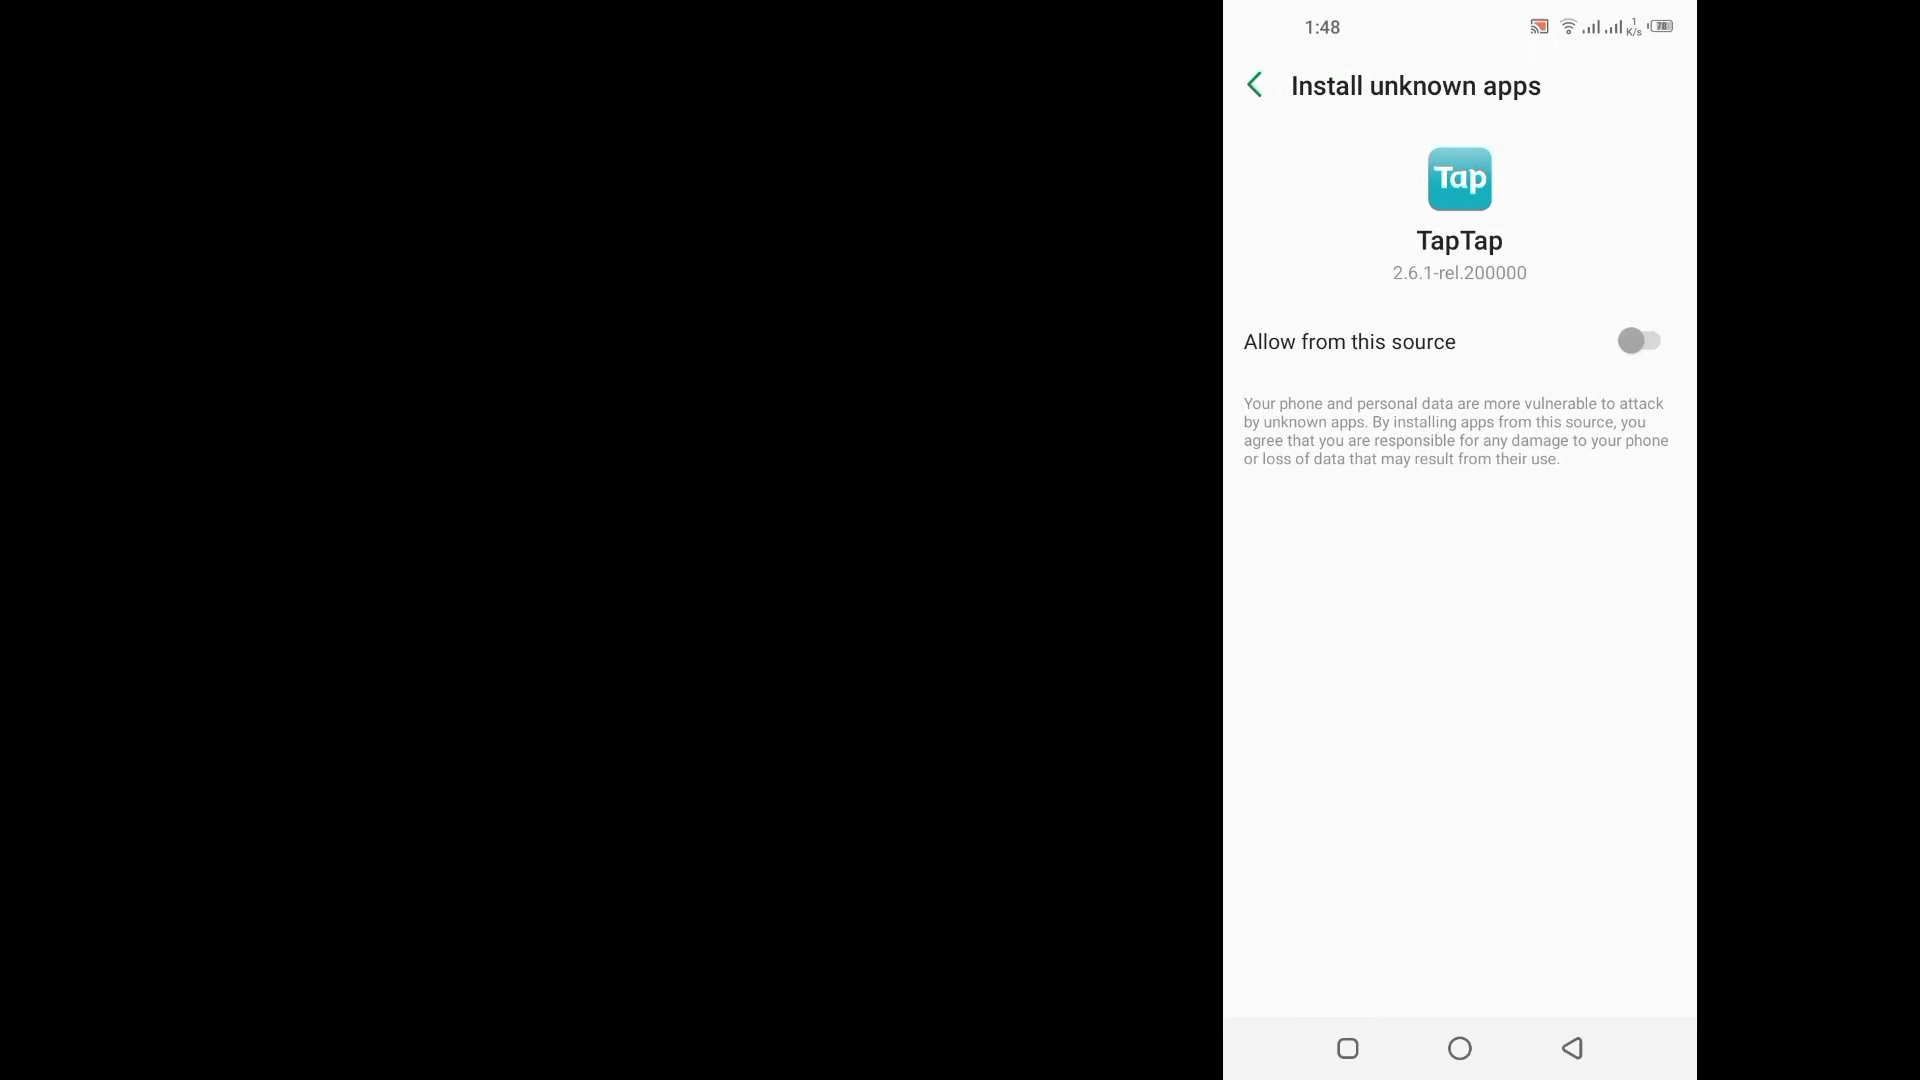 1:48
1
K/s
78
Install unknown apps
Tap
TapTap
2.6.1-rel.200000
Allow from this source
Your phone and personal data are more vulnerable to attack
by unknown apps. By installing apps from this source, you
agree that you are responsible for any damage to your phone
or loss of data that may result from their use.